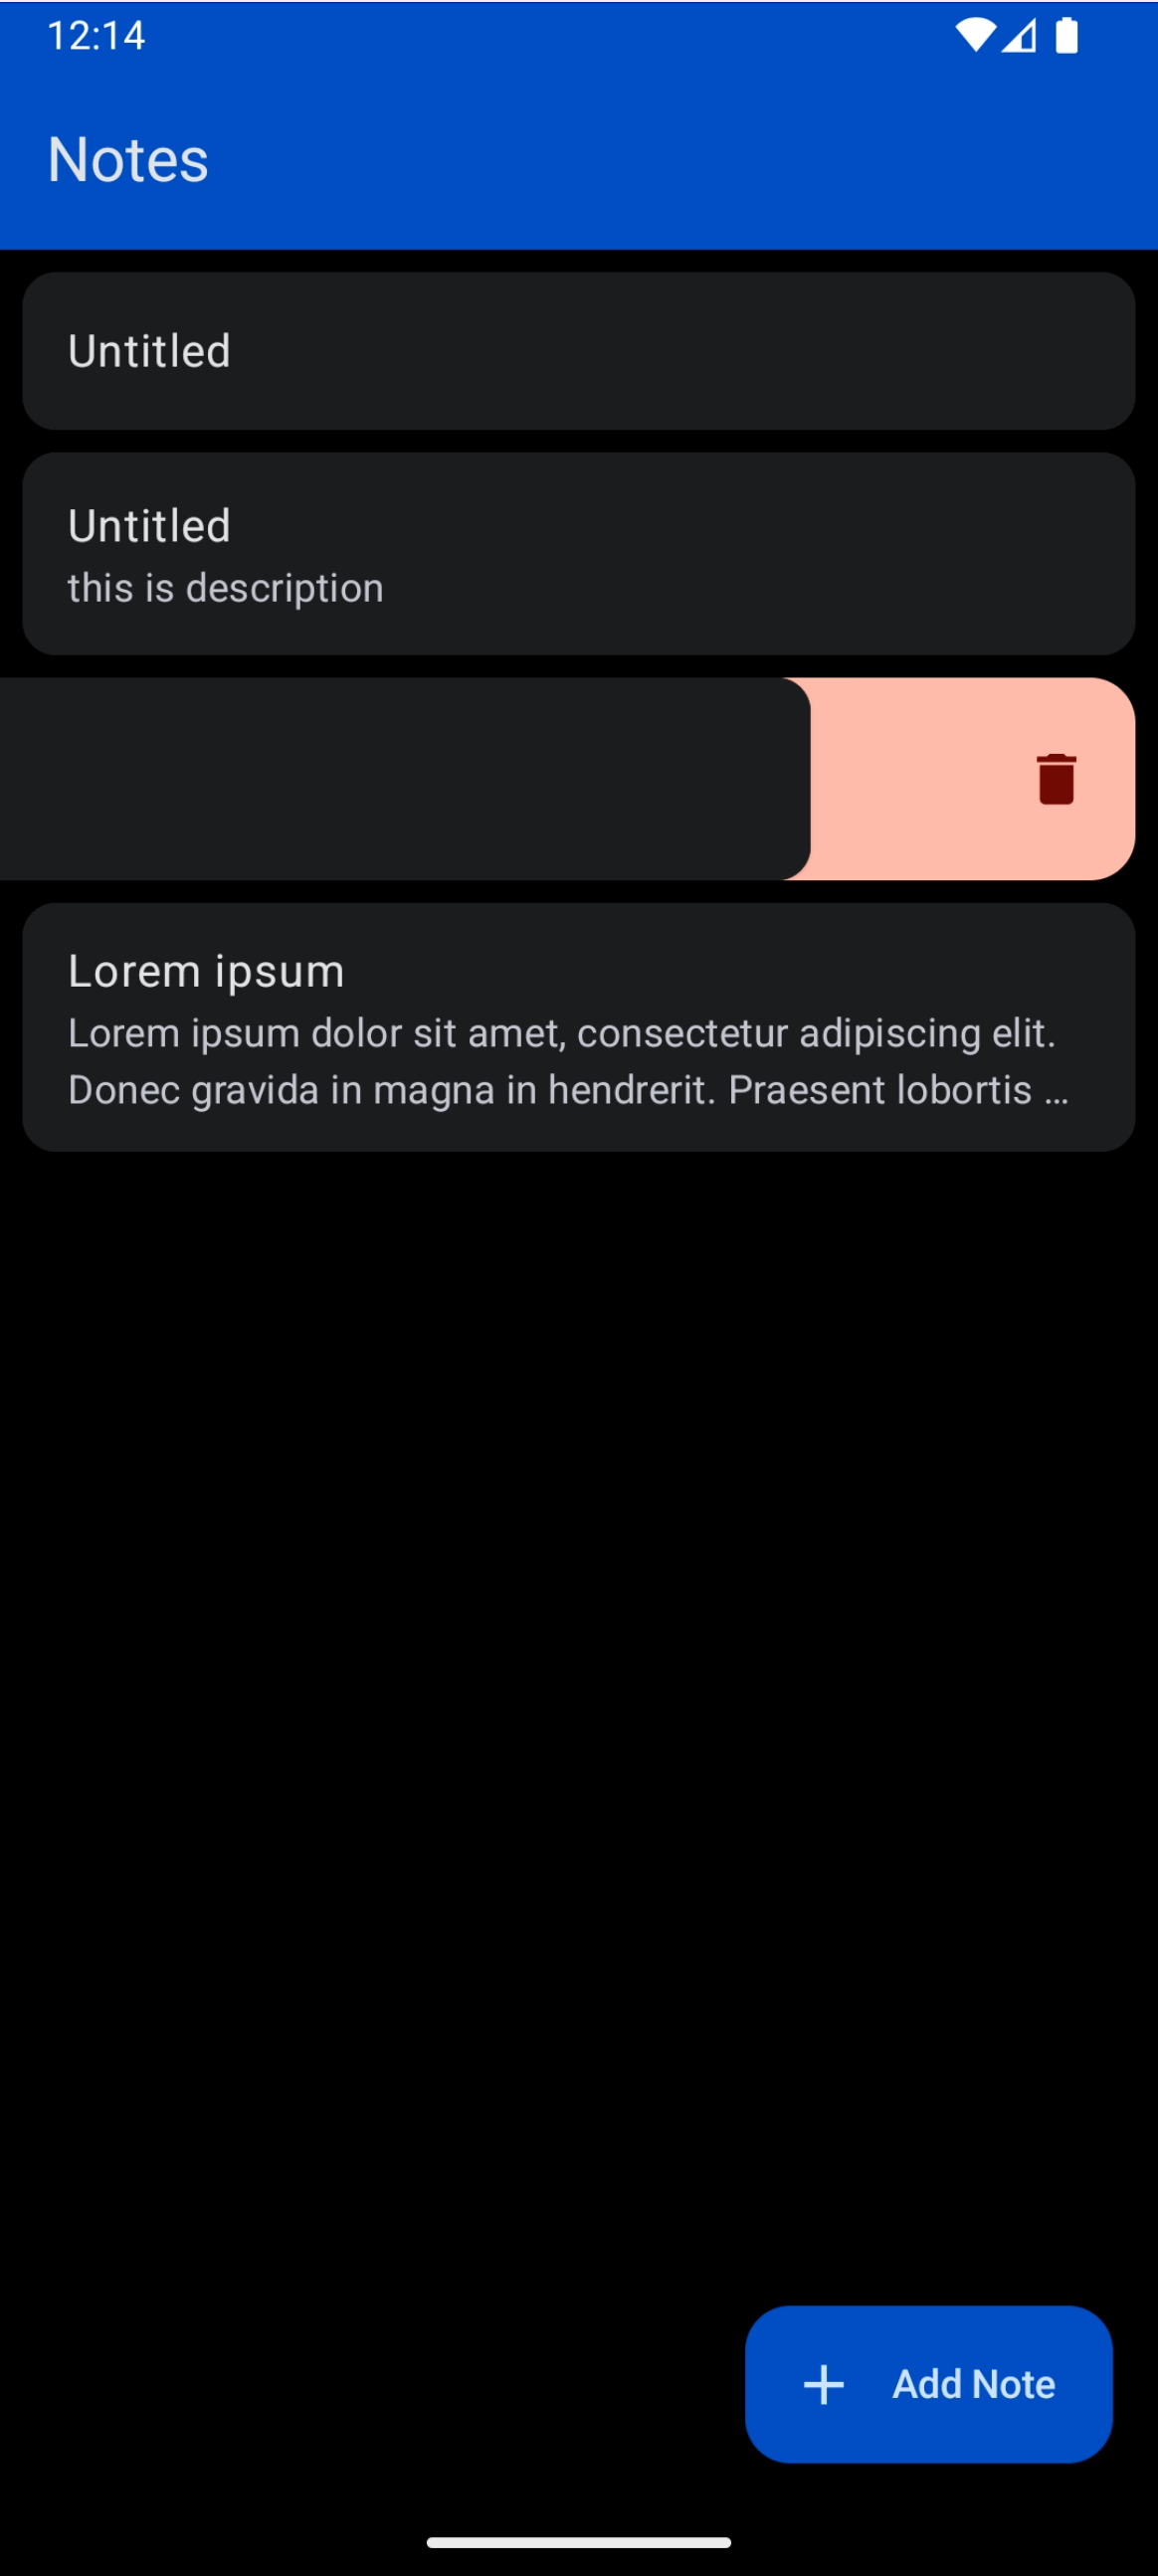 12:14
Notes
Untitled
Untitled
this is description
Lorem ipsum
Lorem ipsum dolor sit amet, consectetur adipiscing elit.
Donec gravida in magna in hendrerit. Praesent lobortis ...
Add Note